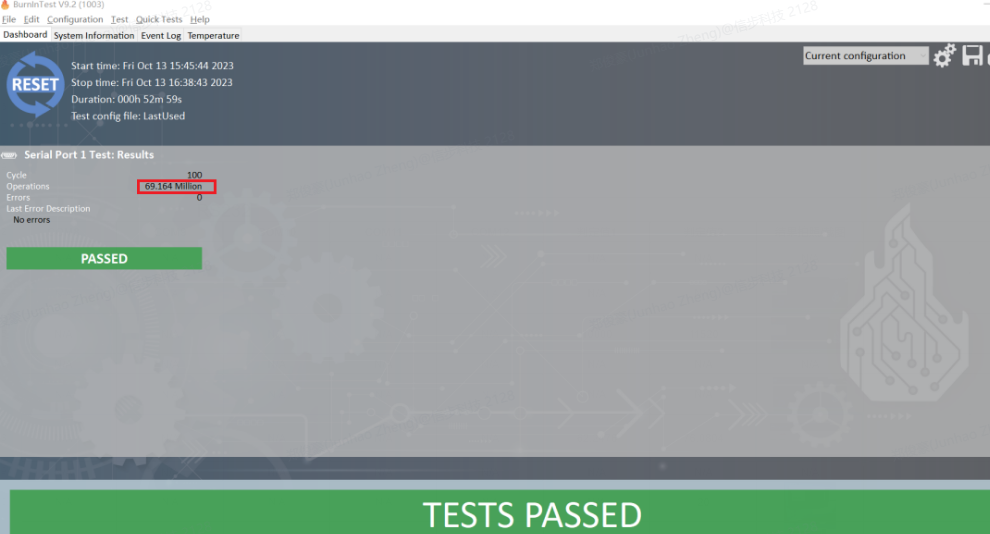 BurnInTest V9.2 (1003)
File Edit Configuration Test Quick Tests Help
Dashboard System Information Event Log Temperature
RESET
Start time: Fri Oct 13 15:45:44 2023
Stop time: Fri Oct 13 16:38:43 2023
Duration: 000h 52m 59s
Test config file: LastUsed
Current configuration
Serial Port 1 Test: Results
Cycle 100
Operations 69.164 Million
Errors 0
Last Error Description
No errors
PASSED
TESTS PASSED